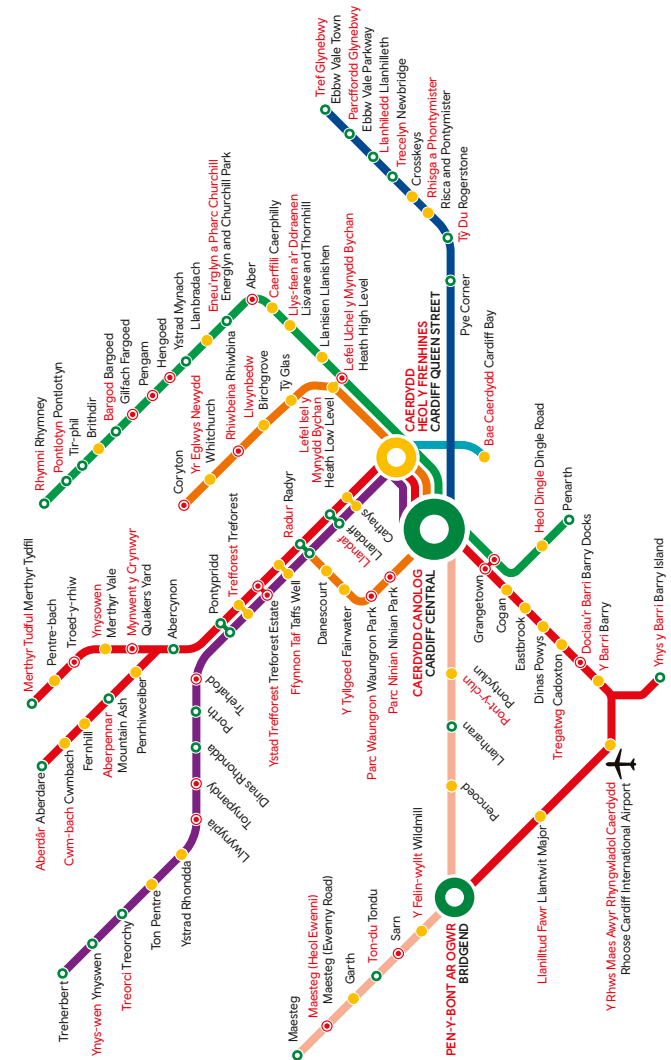 Tref Glynebwy
Ebbw Vale Town
Parcffordd Glynebwy
Ebbw Vale Parkway
Llanhiledd Llanhilleth
Trecelyn Newbridge
Crosskeys
Rhisga a Phontymister
Risca and Pontymister
Tŷ Du Rogerstone
Pye Corner
Rhymni Rhymney
Pontlotyn Pontlottyn
Tir-phil
Brithdir
Bargod Bargoed
Gilfach Fargoed
Pengam
Hengoed
Ystrad Mynach
Llanbradach
Eneu'rglyn a Pharc Churchill
Energlyn and Churchill Park
Aber
Caerffili Caerphilly
Llys-faen a'r Ddraenen
Lisvane and Thornhill
Llanisien Llanishen
Lefel Uchel y Mynydd Bychan
Heath High Level
Coryton
Yr Eglwys Newydd
Whitchurch
Rhiwbeina Rhiwbina
Llwynbedw
Birchgrove
Tŷ Glas
Lefel Isel y
Mynydd Bychan
Heath Low Level
CAERDYDD
HEOL Y FRENHINES
CARDIFF QUEEN STREET
Bae Caerdydd Cardiff Bay
Merthyr Tudful Merthyr Tydfil
Pentre-bach
Troed-y-rhiw
Ynysowen
Merthyr Vale
Mynwent y Crynwyr
Quakers Yard
Abercynon
Aberdâr Aberdare
Cwm-bach Cwmbach
Fernhill
Aberpennar
Mountain Ash
Penrhiwceiber
Pontypridd
Trefforest Treforest
Ystad Trefforest Treforest Estate
Ffynnon Taf Taffs Well
Radur Radyr
Llandaf
Llandaff
Cathays
Danescourt
Y Tyllgoed Fairwater
Parc Waungron Waungron Park
Parc Ninian Ninian Park
CAERDYDD CANOLOG
CARDIFF CENTRAL
Treherbert
Ynys-wen Ynyswen
Treorci Treorchy
Ton Pentre
Ystrad Rhondda
Llwynypia
Tonypandy
Dinas Rhondda
Porth
Trehafod
Heol Dingle Dingle Road
Penarth
Grangetown
Cogan
Eastbrook
Dinas Powys
Tregatwg Cadoxton
Dociau'r Barri Barry Docks
Y Barri Barry
Ynys y Barri Barry Island
Y Rhws Maes Awyr Rhyngwladol Caerdydd
Rhoose Cardiff International Airport
Llanilltud Fawr Llantwit Major
Pont-y-clun
Pontyclun
Llanharan
Pencoed
PEN-Y-BONT AR OGWR
BRIDGEND
Y Felin-wyllt Wildmill
Sarn
Ton-du Tondu
Garth
Maesteg (Heol Ewenni)
Maesteg (Ewenny Road)
Maesteg